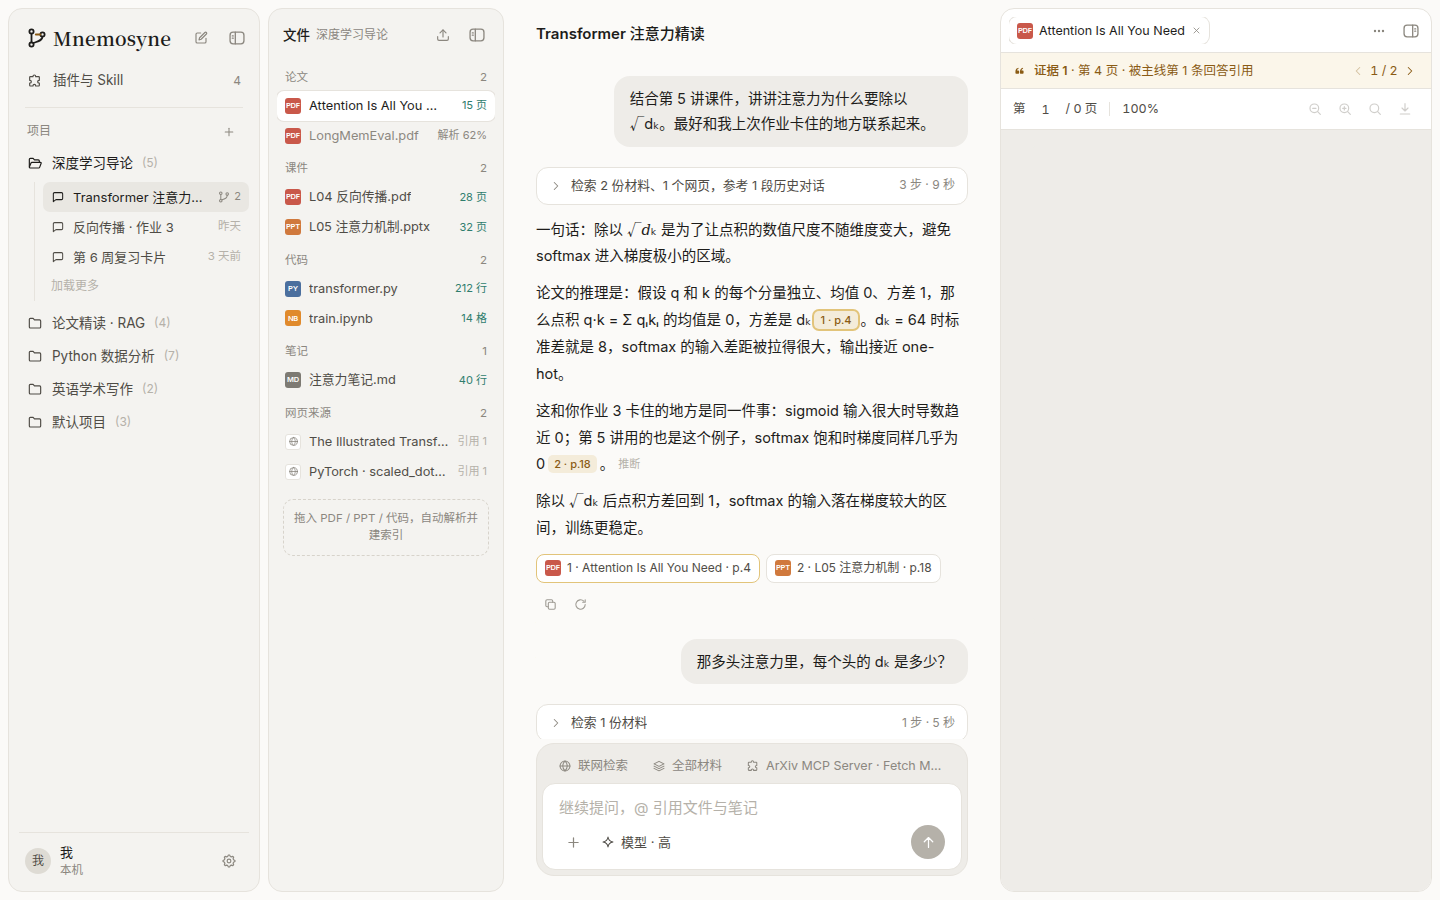 Mnemosyne
插件与 Skill 4
项目
深度学习导论 (5)
Transformer 注意力... 2
反向传播 · 作业 3 昨天
第 6 周复习卡片 3 天前
加载更多
论文精读 · RAG (4)
Python 数据分析 (7)
英语学术写作 (2)
默认项目 (3)
我
我
本机
文件 深度学习导论
论文 2
PDF Attention Is All You ... 15 页
PDF LongMemEval.pdf 解析 62%
课件 2
PDF L04 反向传播.pdf 28 页
PPT L05 注意力机制.pptx 32 页
代码 2
PY transformer.py 212 行
NB train.ipynb 14 格
笔记 1
MD 注意力笔记.md 40 行
网页来源 2
The Illustrated Transf... 引用 1
PyTorch · scaled_dot... 引用 1
拖入 PDF / PPT / 代码，自动解析并
建索引
Transformer 注意力精读
结合第 5 讲课件，讲讲注意力为什么要除以
√dₖ。最好和我上次作业卡住的地方联系起来。
检索 2 份材料、1 个网页，参考 1 段历史对话 3 步 · 9 秒
一句话：除以 √dₖ 是为了让点积的数值尺度不随维度变大，避免
softmax 进入梯度极小的区域。
论文的推理是：假设 q 和 k 的每个分量独立、均值 0、方差 1，那
么点积 q·k = Σ qᵢkᵢ 的均值是 0，方差是 dₖ 1 · p.4 。dₖ = 64 时标
准差就是 8，softmax 的输入差距被拉得很大，输出接近 one-
hot。
这和你作业 3 卡住的地方是同一件事：sigmoid 输入很大时导数趋
近 0；第 5 讲用的也是这个例子，softmax 饱和时梯度同样几乎为
0 2 · p.18 。 推断
除以 √dₖ 后点积方差回到 1，softmax 的输入落在梯度较大的区
间，训练更稳定。
PDF 1 · Attention Is All You Need · p.4 PPT 2 · L05 注意力机制 · p.18
那多头注意力里，每个头的 dₖ 是多少？
检索 1 份材料 1 步 · 5 秒
联网检索 全部材料 ArXiv MCP Server · Fetch M...
继续提问，@ 引用文件与笔记
模型 · 高
PDF Attention Is All You Need ×
证据 1 · 第 4 页 · 被主线第 1 条回答引用 1 / 2
第 1 / 0 页 100%